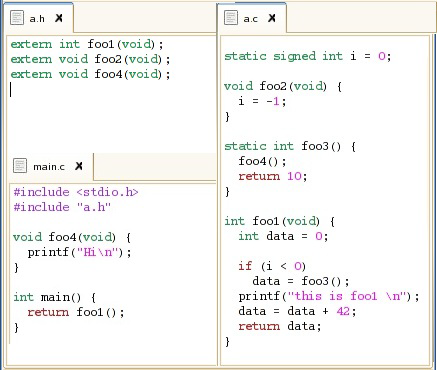 a.h
extern int foo1(void);
extern void foo2(void);
extern void foo4(void);
main.c
#include <stdio.h>
#include "a.h"
void foo4(void) {
printf("Hi\n");
}
int main() {
return foo1();
}
a.c
static signed int i = 0;
void foo2(void) {
i = -1;
}
static int foo3() {
foo4();
return 10;
}
int foo1(void) {
int data = 0;
if (i < 0)
data = foo3();
printf("this is foo1 \n");
data = data + 42;
return data;
}